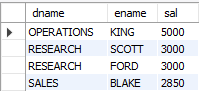 dname ename sal
OPERATIONS KING 5000
RESEARCH SCOTT 3000
RESEARCH FORD 3000
SALES BLAKE 2850